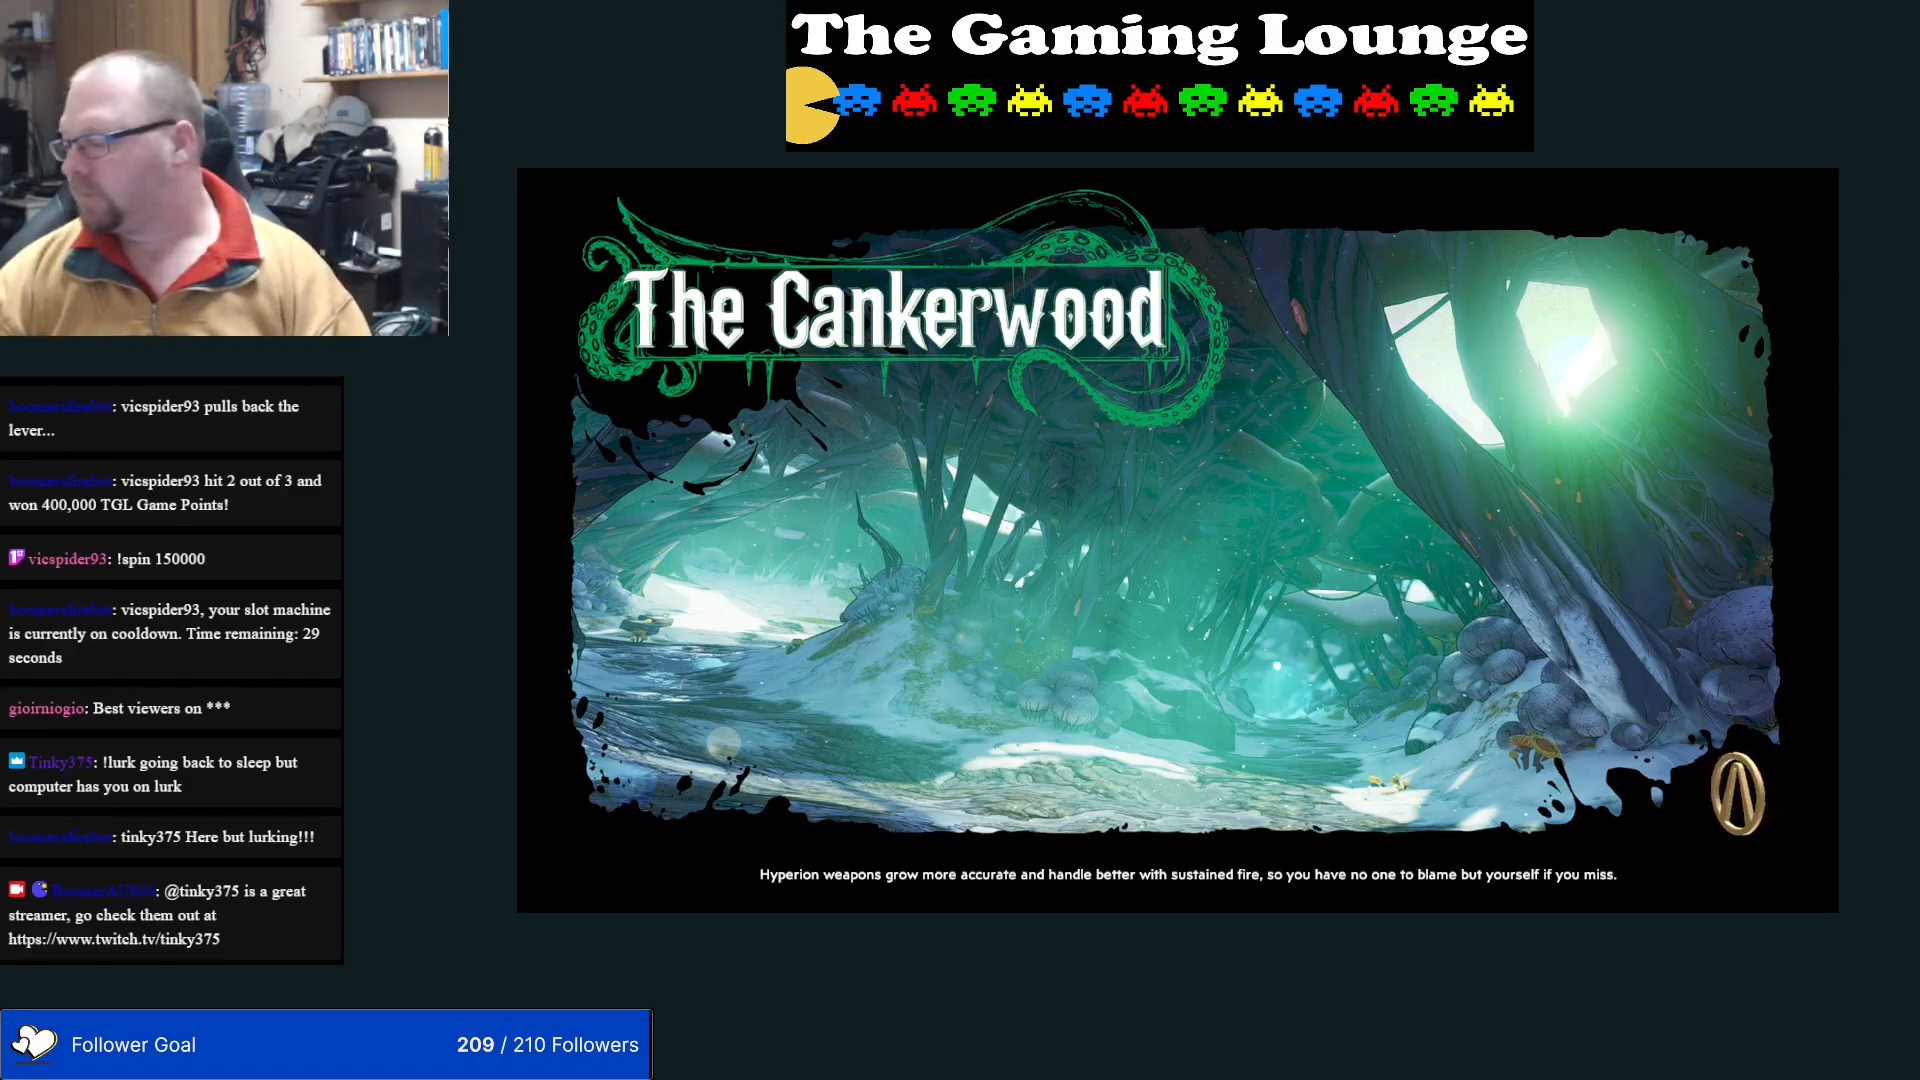 The Gaming Lounge
The Cankerwood
boomersfirebot: vicspider93 pulls back the
lever...
boomersfirebot: vicspider93 hit 2 out of 3 and
won 400,000 TGL Game Points!
vicspider93: !spin 150000
boomersfirebot: vicspider93, your slot machine
is currently on cooldown. Time remaining: 29
seconds
gioirniogio: Best viewers on ***
Tinky375: !lurk going back to sleep but
computer has you on lurk
boomersfirebot: tinky375 Here but lurking!!!
BoomerAUS00: @tinky375 is a great
streamer, go check them out at
https://www.twitch.tv/tinky375
Hyperion weapons grow more accurate and handle better with sustained fire, so you have no one to blame but yourself if you miss.
Follower Goal
209 / 210 Followers